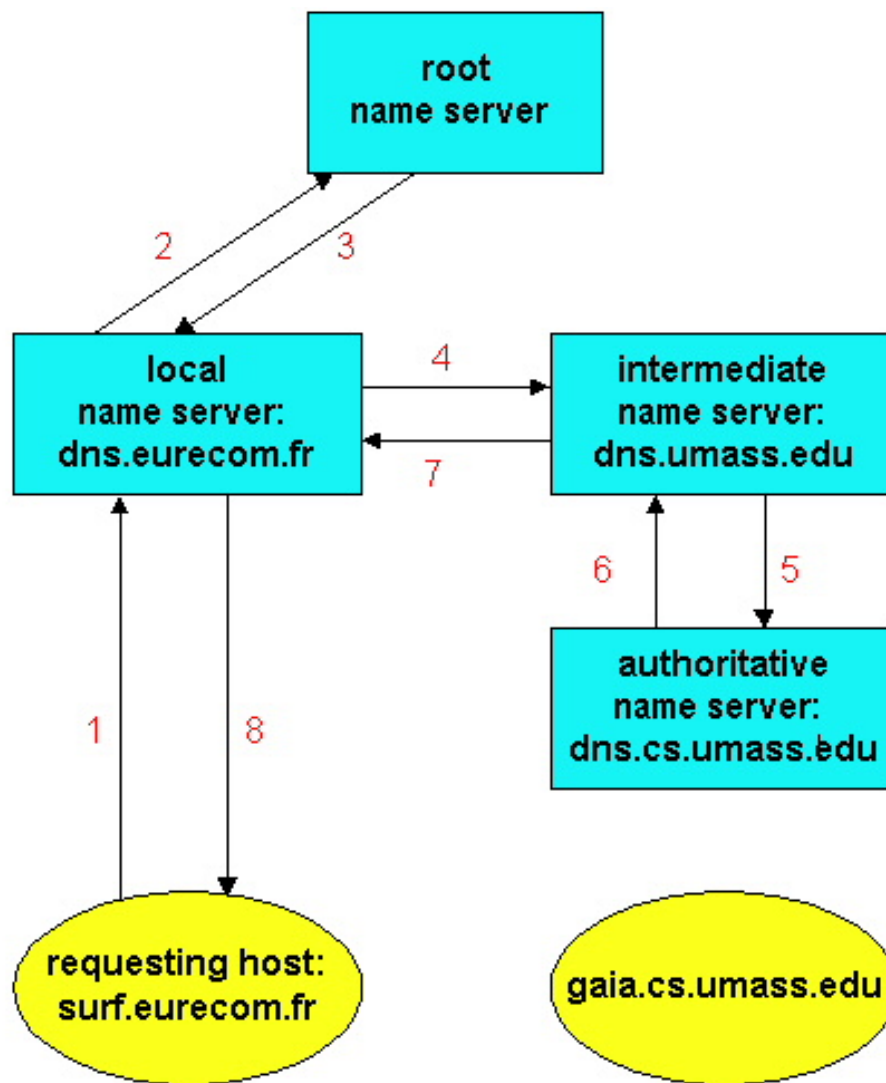 root
name server
2
3
local
name server:
dns.eurecom.fr
4
7
intermediate
name server:
dns.umass.edu
6
5
authoritative
name server:
dns.cs.umass.edu
1
8
requesting host:
surf.eurecom.fr
gaia.cs.umass.edu